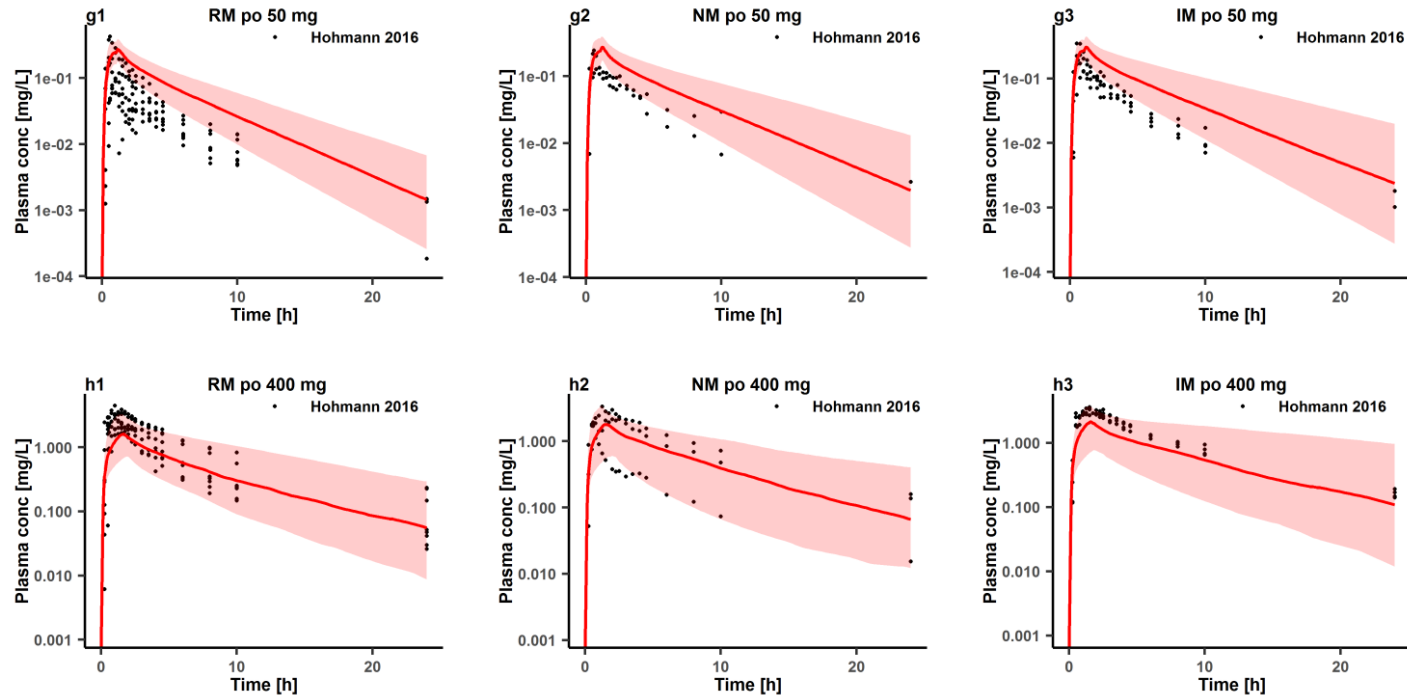 g1 RM po 50 mg
Hohmann 2016
Plasma conc [mg/L]
1e-01
1e-02
1e-03
1e-04
0 10 20
Time [h]
g2 NM po 50 mg
Hohmann 2016
Plasma conc [mg/L]
1e-01
1e-02
1e-03
1e-04
0 10 20
Time [h]
g3 IM po 50 mg
Hohmann 2016
Plasma conc [mg/L]
1e-01
1e-02
1e-03
1e-04
0 10 20
Time [h]
h1 RM po 400 mg
Hohmann 2016
Plasma conc [mg/L]
1.000
0.100
0.010
0.001
0 10 20
Time [h]
h2 NM po 400 mg
Hohmann 2016
Plasma conc [mg/L]
1.000
0.100
0.010
0.001
0 10 20
Time [h]
h3 IM po 400 mg
Hohmann 2016
Plasma conc [mg/L]
1.000
0.100
0.010
0.001
0 10 20
Time [h]